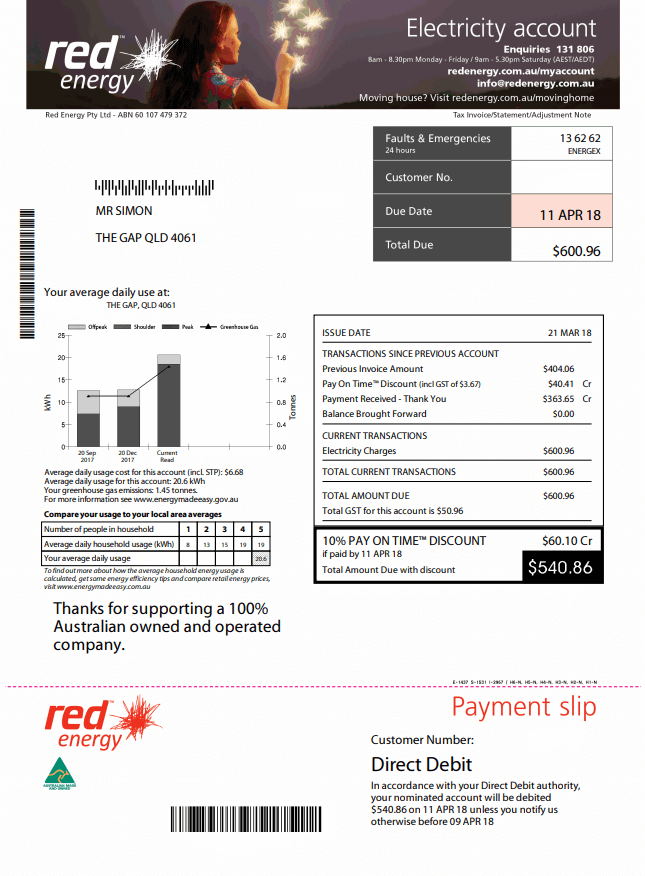 red
energy
Electricity account
Enquiries 131 806
8am - 8.30pm Monday - Friday / 9am - 5.30pm Saturday (AEST/AEDT)
redenergy.com.au/myaccount
info@redenergy.com.au
Moving house? Visit redenergy.com.au/movinghome
Red Energy Pty Ltd - ABN 60 107 479 372
Tax Invoice/Statement/Adjustment Note
Faults & Emergencies 13 62 62
24 hours ENERGEX
Customer No.
Due Date 11 APR 18
Total Due $600.96
MR SIMON
THE GAP QLD 4061
Your average daily use at:
THE GAP, QLD 4061
Offpeak Shoulder Peak Greenhouse Gas
25 2.0
20 1.6
15 1.2
10 0.8
5 0.4
0 0.0
kWh
Tonnes
20 Sep 2017
20 Dec 2017
Current Read
Average daily usage cost for this account (incl. STP): $6.68
Average daily usage for this account: 20.6 kWh
Your greenhouse gas emissions: 1.45 tonnes.
For more information see www.energymadeeasy.gov.au
Compare your usage to your local area averages
Number of people in household 1 2 3 4 5
Average daily household usage (kWh) 8 13 15 19 19
Your average daily usage 20.6
To find out more about how the average household energy usage is
calculated, get some energy efficiency tips and compare retail energy prices,
visit www.energymadeeasy.com.au
Thanks for supporting a 100%
Australian owned and operated
company.
ISSUE DATE 21 MAR 18
TRANSACTIONS SINCE PREVIOUS ACCOUNT
Previous Invoice Amount $404.06
Pay On Time™ Discount (incl GST of $3.67) $40.41 Cr
Payment Received - Thank You $363.65 Cr
Balance Brought Forward $0.00
CURRENT TRANSACTIONS
Electricity Charges $600.96
TOTAL CURRENT TRANSACTIONS $600.96
TOTAL AMOUNT DUE $600.96
Total GST for this account is $50.96
10% PAY ON TIME™ DISCOUNT $60.10 Cr
if paid by 11 APR 18
Total Amount Due with discount $540.86
E-1437 S-1531 I-2967 / H6-N, H5-N, H4-N, H3-N, H2-N, H1-N
red
energy
AUSTRALIAN MADE
AND OWNED
Payment slip
Customer Number:
Direct Debit
In accordance with your Direct Debit authority,
your nominated account will be debited
$540.86 on 11 APR 18 unless you notify us
otherwise before 09 APR 18